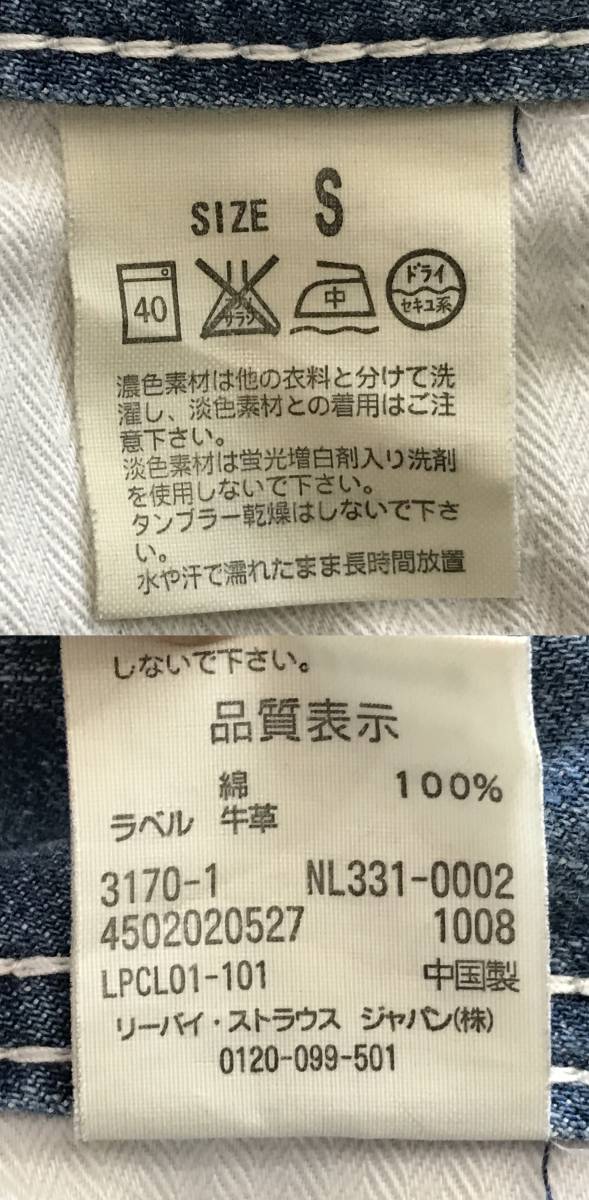 SIZE S
40 エンソ サラシ 中 ドライ セキユ系
濃色素材は他の衣料と分けて洗
濯し、淡色素材との着用はご注
意下さい。
淡色素材は蛍光増白剤入り洗剤
を使用しないで下さい。
タンブラー乾燥はしないで下さ
い。
水や汗で濡れたまま長時間放置
しないで下さい。
品質表示
綿 100%
ラベル 牛革
3170-1 NL331-0002
4502020527 1008
LPCL01-101 中国製
リーバイ・ストラウス ジャパン(株)
0120-099-501